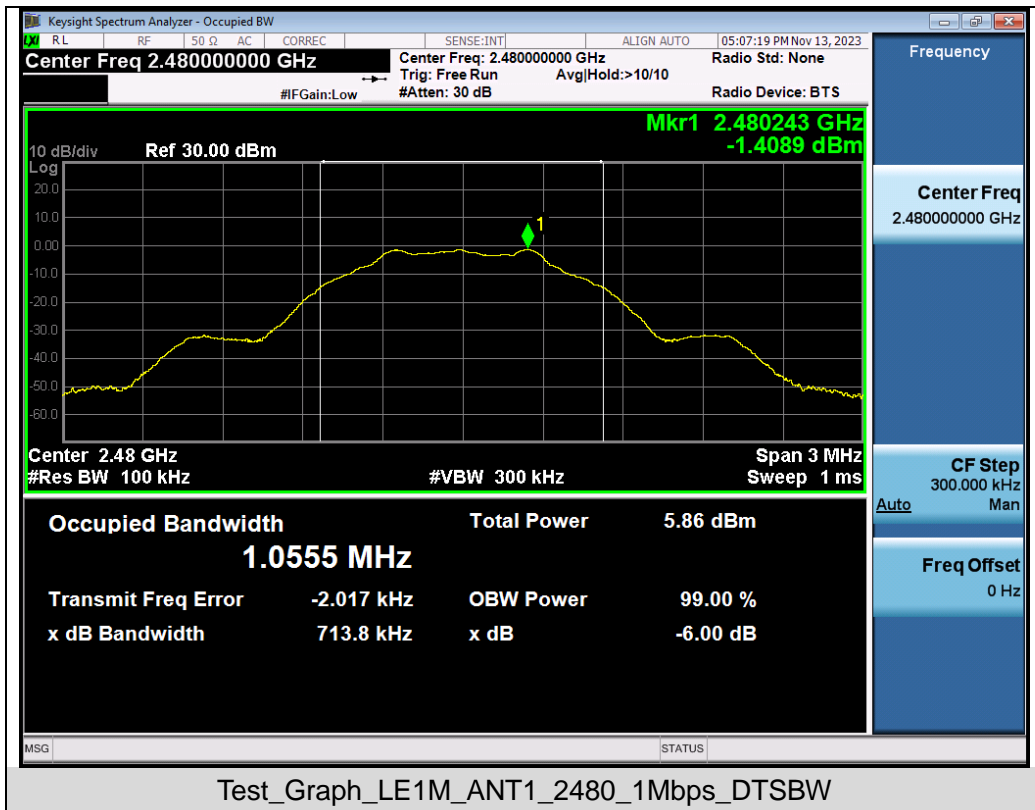 Keysight Spectrum Analyzer - Occupied BW
LXI RL RF 50 Ω AC CORREC SENSE:INT ALIGN AUTO 05:07:19 PM Nov 13, 2023
Center Freq 2.480000000 GHz
Center Freq: 2.480000000 GHz
Radio Std: None
Trig: Free Run Avg|Hold:>10/10
#IFGain:Low
#Atten: 30 dB
Radio Device: BTS
Mkr1 2.480243 GHz
-1.4089 dBm
10 dB/div Ref 30.00 dBm
Log
20.0
10.0
0.00
-10.0
-20.0
-30.0
-40.0
-50.0
-60.0
1
Center 2.48 GHz Span 3 MHz
#Res BW 100 kHz #VBW 300 kHz Sweep 1 ms
Occupied Bandwidth Total Power 5.86 dBm
1.0555 MHz
Transmit Freq Error -2.017 kHz OBW Power 99.00 %
x dB Bandwidth 713.8 kHz x dB -6.00 dB
Frequency
Center Freq
2.480000000 GHz
CF Step
300.000 kHz
Auto Man
Freq Offset
0 Hz
MSG STATUS
Test_Graph_LE1M_ANT1_2480_1Mbps_DTSBW